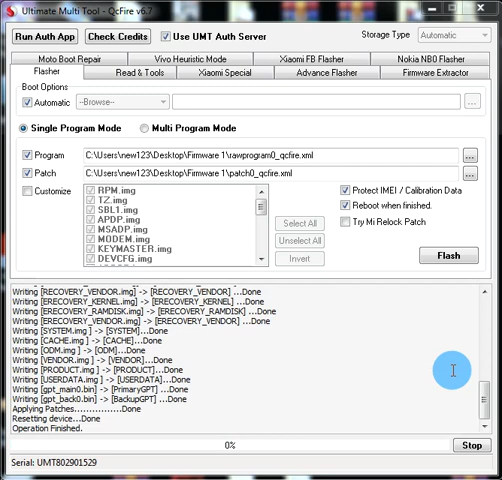 Ultimate Multi Tool - QcFire v6.7
Run Auth App
Check Credits
Use UMT Auth Server
Storage Type
Automatic
Moto Boot Repair
Vivo Heuristic Mode
Xiaomi FB Flasher
Nokia NB0 Flasher
Flasher
Read & Tools
Xiaomi Special
Advance Flasher
Firmware Extractor
Boot Options
Automatic
--Browse--
...
Single Program Mode
Multi Program Mode
Program
C:\Users\new123\Desktop\Firmware 1\rawprogram0_qcfire.xml
...
Patch
C:\Users\new123\Desktop\Firmware 1\patch0_qcfire.xml
...
Customize
RPM.img
TZ.img
SBL1.img
APDP.img
MSADP.img
MODEM.img
KEYMASTER.img
DEVCFG.img
Select All
Unselect All
Invert
Protect IMEI / Calibration Data
Reboot when finished.
Try Mi Relock Patch
Flash
Writing [RECOVERY_VENDOR.img] -> [RECOVERY_VENDOR] ...Done
Writing [ERECOVERY_KERNEL.img] -> [ERECOVERY_KERNEL] ...Done
Writing [ERECOVERY_RAMDISK.img] -> [ERECOVERY_RAMDISK] ...Done
Writing [ERECOVERY_VENDOR.img] -> [ERECOVERY_VENDOR] ...Done
Writing [SYSTEM.img ] -> [SYSTEM]...Done
Writing [CACHE.img ] -> [CACHE]...Done
Writing [ODM.img ] -> [ODM]...Done
Writing [VENDOR.img ] -> [VENDOR]...Done
Writing [PRODUCT.img ] -> [PRODUCT]...Done
Writing [USERDATA.img ] -> [USERDATA]...Done
Writing [gpt_main0.bin] -> [PrimaryGPT] ...Done
Writing [gpt_back0.bin] -> [BackupGPT] ...Done
Applying Patches...............Done
Resetting device...Done
Operation Finished.
0%
Stop
Serial: UMT802901529